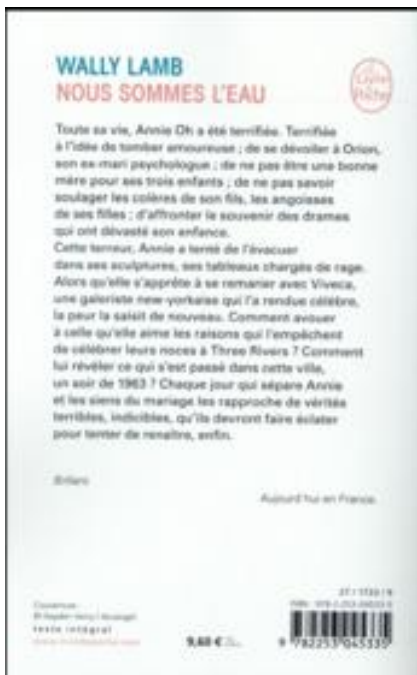 WALLY LAMB
NOUS SOMMES L'EAU
Le Livre
de Poche
Toute sa vie, Annie Oh a été terrifiée. Terrifiée
à l'idée de tomber amoureuse ; de se dévoiler à Orion,
son ex-mari psychologue ; de ne pas être une bonne
mère pour ses trois enfants ; de ne pas savoir
soulager les colères de son fils, les angoisses
de ses filles ; d'affronter le souvenir des drames
qui ont dévasté son enfance.
Cette terreur, Annie a tenté de l'évacuer
dans ses sculptures, ses tableaux chargés de rage.
Alors qu'elle s'apprête à se remarier avec Viveca,
une galeriste new-yorkaise qui l'a rendue célèbre,
la peur la saisit de nouveau. Comment avouer
à celle qu'elle aime les raisons qui l'empêchent
de célébrer leurs noces à Three Rivers ? Comment
lui révéler ce qui s'est passé dans cette ville,
un soir de 1963 ? Chaque jour qui sépare Annie
et les siens du mariage les rapproche de vérités
terribles, indicibles, qu'ils devront faire éclater
pour tenter de renaître, enfin.
Brillant.
Aujourd'hui en France.
Couverture :
texte intégral
9,60 €
9 782253 045335